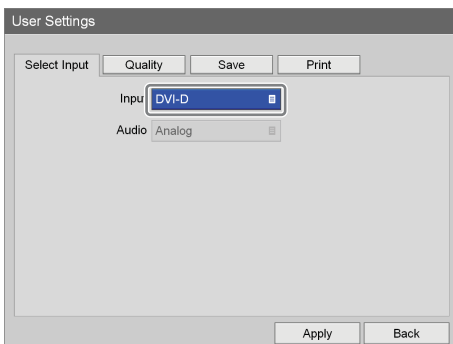 User Settings
Select Input Quality Save Print
Input DVI-D
Audio Analog
Apply Back